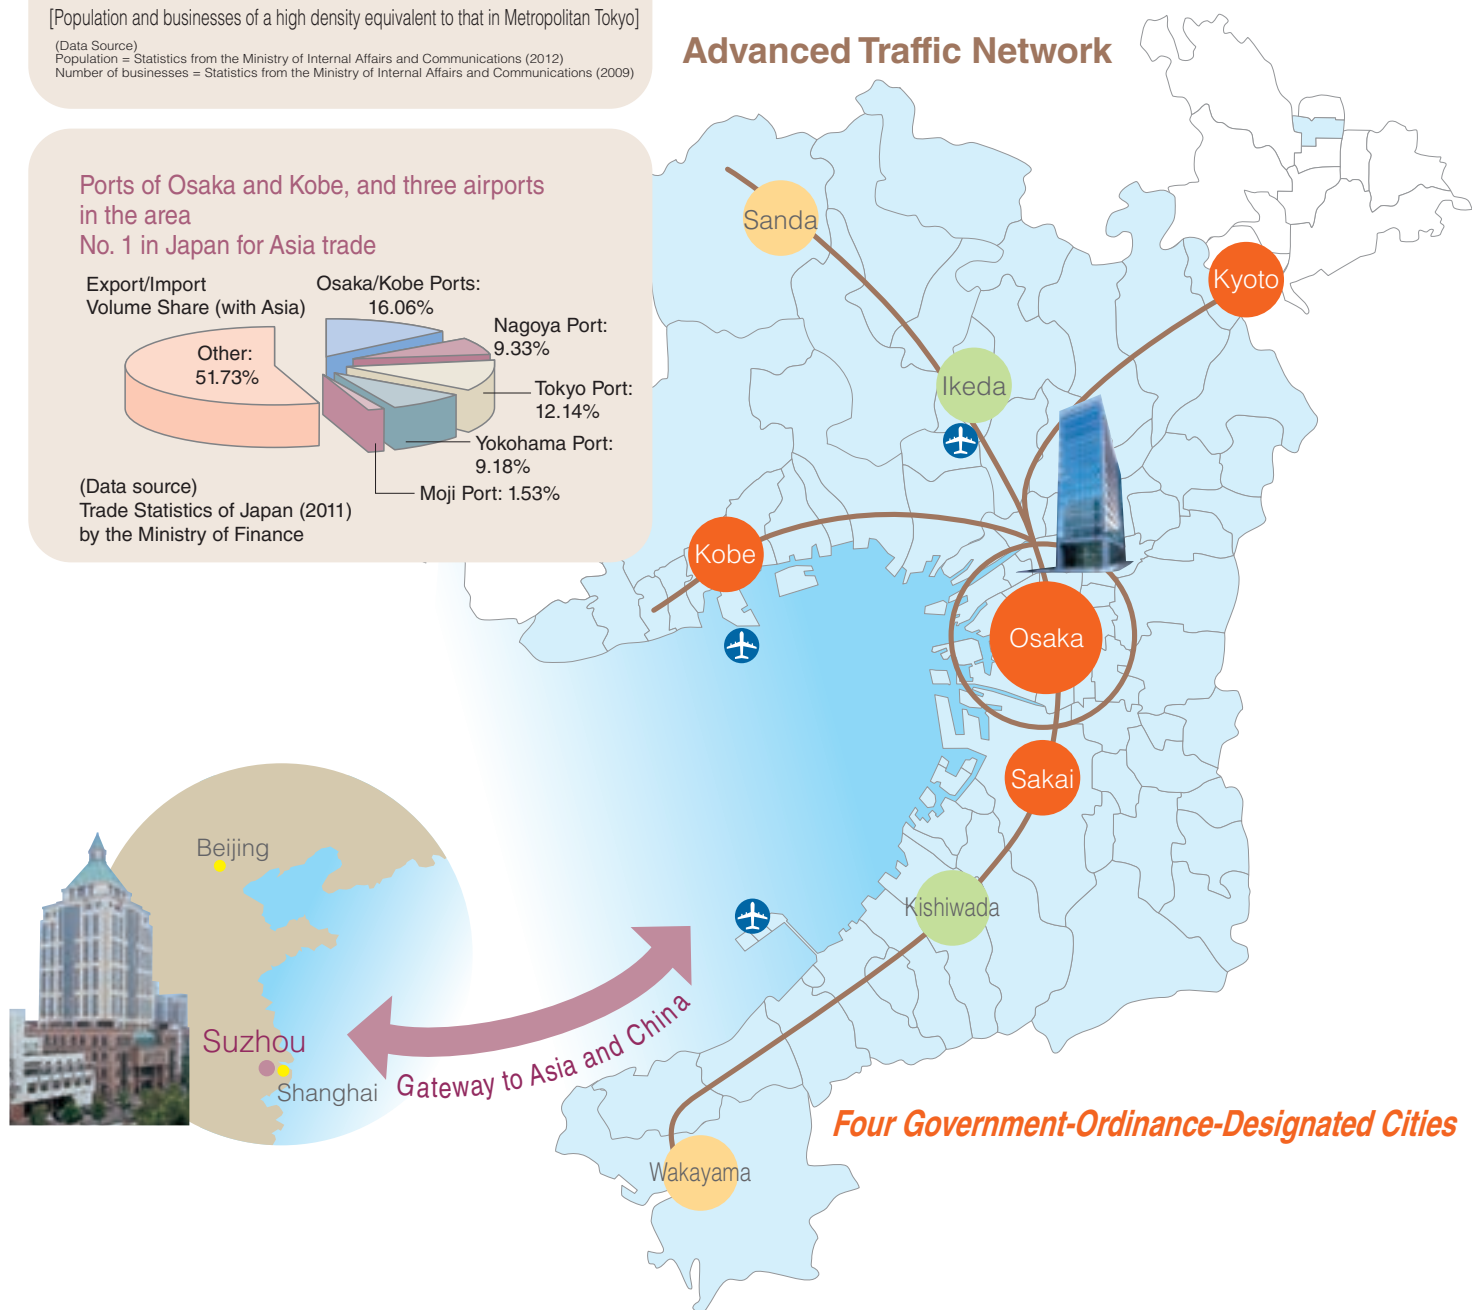 [Population and businesses of a high density equivalent to that in Metropolitan Tokyo]
(Data Source)
Population = Statistics from the Ministry of Internal Affairs and Communications (2012)
Number of businesses = Statistics from the Ministry of Internal Affairs and Communications (2009)
Advanced Traffic Network
Ports of Osaka and Kobe, and three airports
in the area
No. 1 in Japan for Asia trade
Export/Import
Volume Share (with Asia)
Osaka/Kobe Ports:
16.06%
Nagoya Port:
9.33%
Other:
51.73%
Tokyo Port:
12.14%
Yokohama Port:
9.18%
Moji Port: 1.53%
(Data source)
Trade Statistics of Japan (2011)
by the Ministry of Finance
Sanda
Kyoto
Ikeda
Kobe
Osaka
Sakai
Kishiwada
Wakayama
Beijing
Suzhou
Shanghai
Gateway to Asia and China
Four Government-Ordinance-Designated Cities